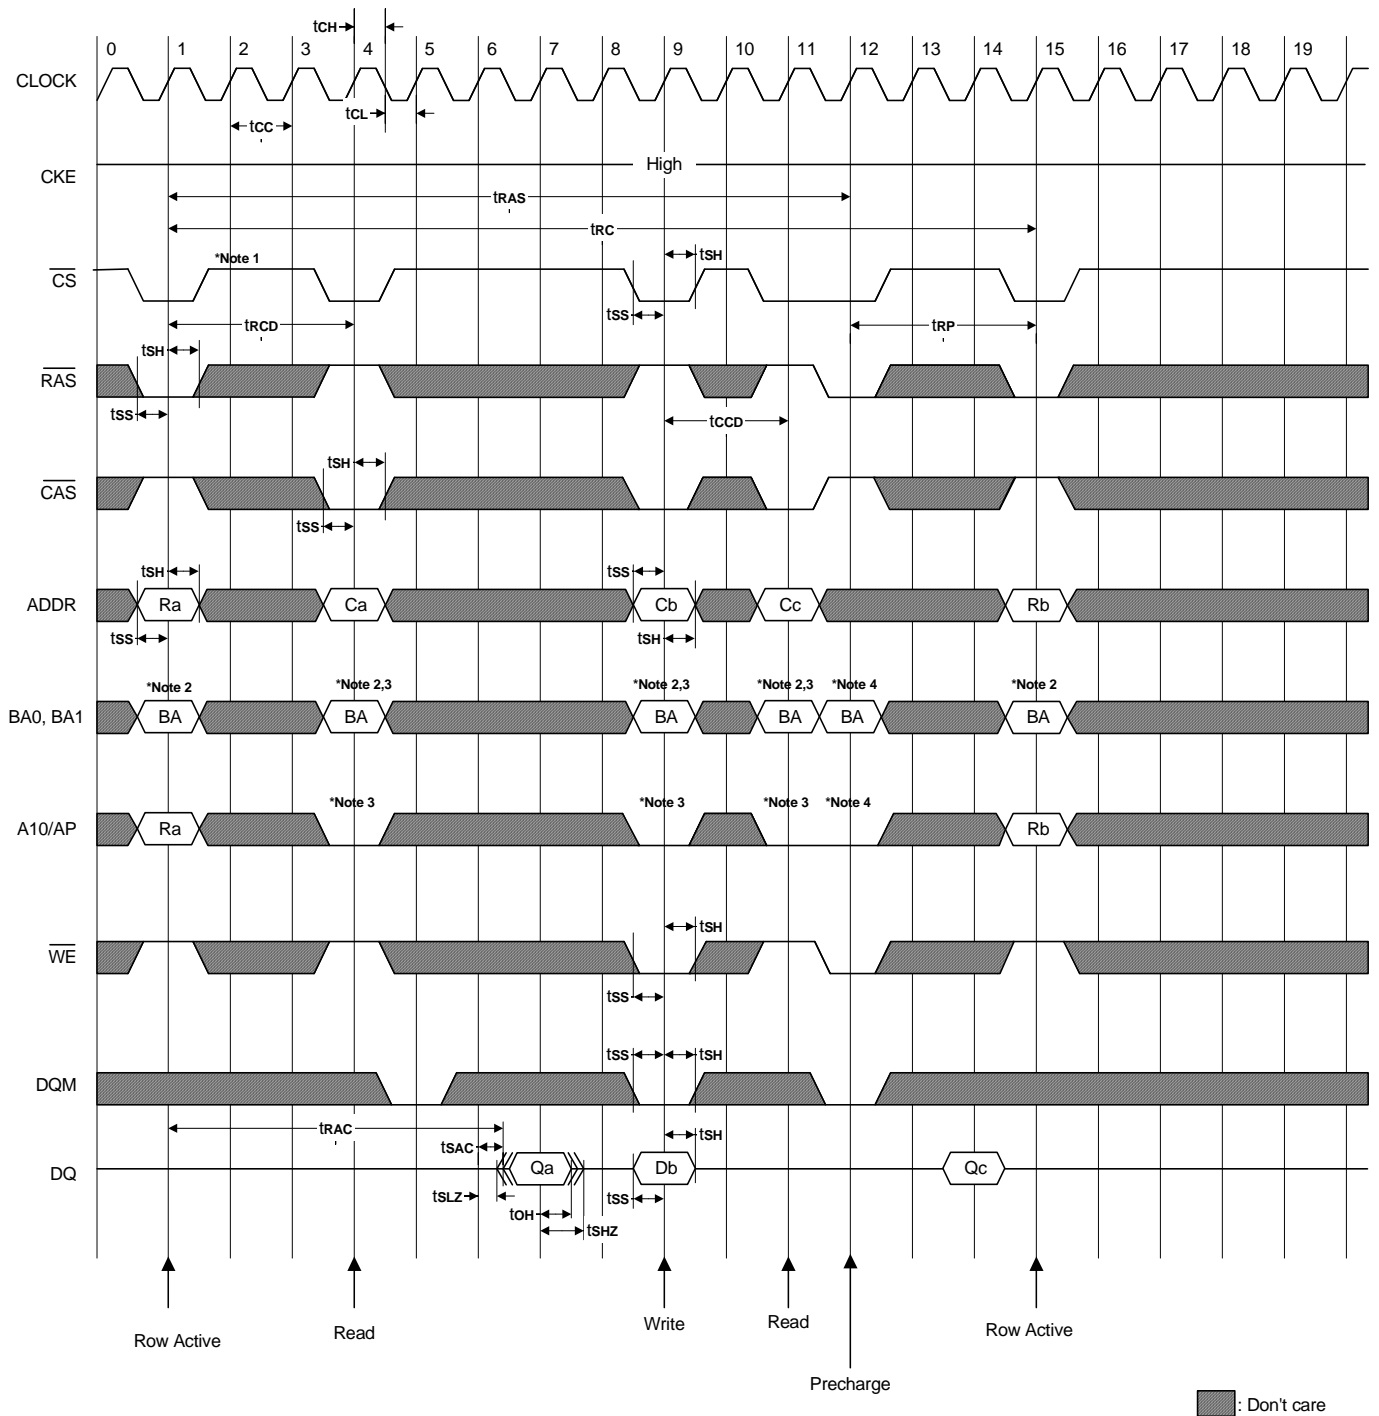 tCH
0 1 2 3 4 5 6 7 8 9 10 11 12 13 14 15 16 17 18 19
CLOCK
tCC tCL
CKE High
tRAS
tRC
*Note 1 tSH
CS
tSS
tRCD tRP
tSH
RAS
tSS tCCD
tSH
CAS
tSS
tSH tSS
ADDR Ra Ca Cb Cc Rb
tSS tSH
*Note 2 *Note 2,3 *Note 2,3 *Note 2,3 *Note 4 *Note 2
BA0, BA1 BA BA BA BA BA BA
*Note 3 *Note 3 *Note 3 *Note 4
A10/AP Ra Rb
tSH
WE
tSS
tSS tSH
DQM
tRAC
tSAC tSH
DQ Qa Db Qc
tSLZ tSS
tOH
tSHZ
Row Active Read Write Read Row Active
Precharge
: Don't care